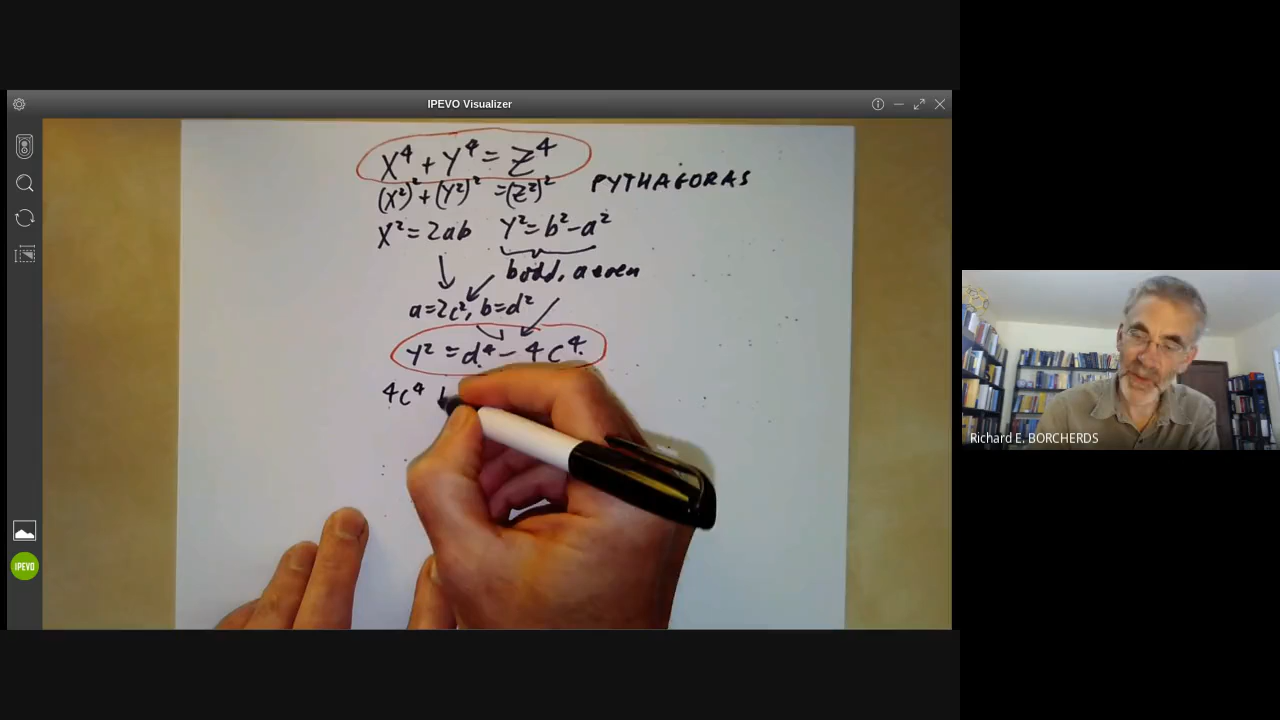 IPEVO Visualizer
X⁴ + Y⁴ = Z⁴
(X²)² + (Y²)² = (Z²)²
PYTHAGORAS
X² = 2ab Y² = b² - a²
b odd, a even
a = 2c², b = d²
Y² = d⁴ - 4c⁴
4c⁴
Richard E. BORCHERDS
IPEVO